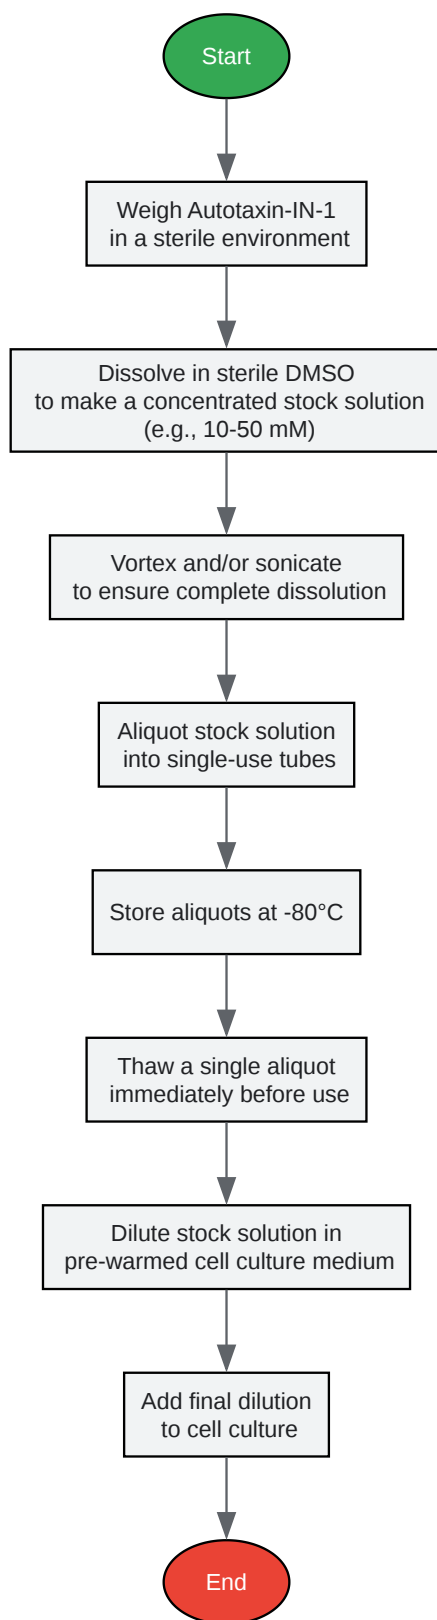 Start
Weigh Autotaxin-IN-1
in a sterile environment
Dissolve in sterile DMSO
to make a concentrated stock solution
(e.g., 10-50 mM)
Vortex and/or sonicate
to ensure complete dissolution
Aliquot stock solution
into single-use tubes
Store aliquots at -80°C
Thaw a single aliquot
immediately before use
Dilute stock solution in
pre-warmed cell culture medium
Add final dilution
to cell culture
End